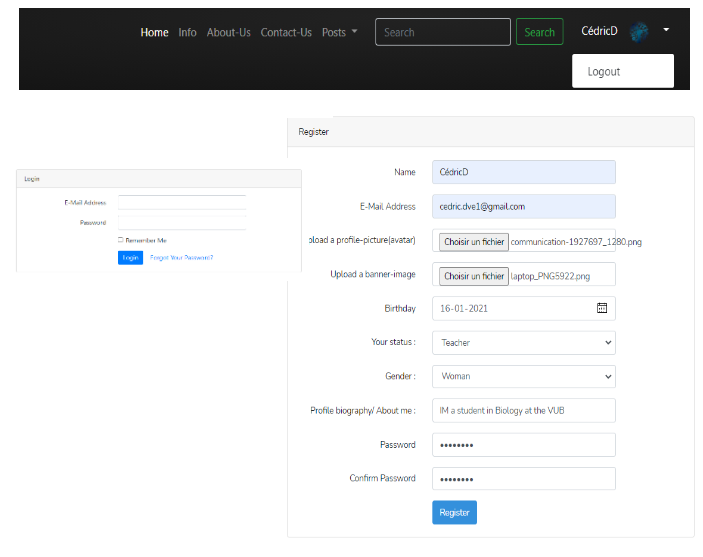 Home Info About-Us Contact-Us Posts Search Search CédricD
Logout
Register
Name CédricD
E-Mail Address cedric.dve1@gmail.com
pload a profile-picture(avatar) Choisir un fichier communication-1927697_1280.png
Upload a banner-image Choisir un fichier laptop_PNG5922.png
Birthday 16-01-2021
Your status : Teacher
Gender : Woman
Profile biography/ About me : IM a student in Biology at the VUB
Password ••••••••
Confirm Password ••••••••
Register
Login
E-Mail Address
Password
Remember Me
Login Forgot Your Password?